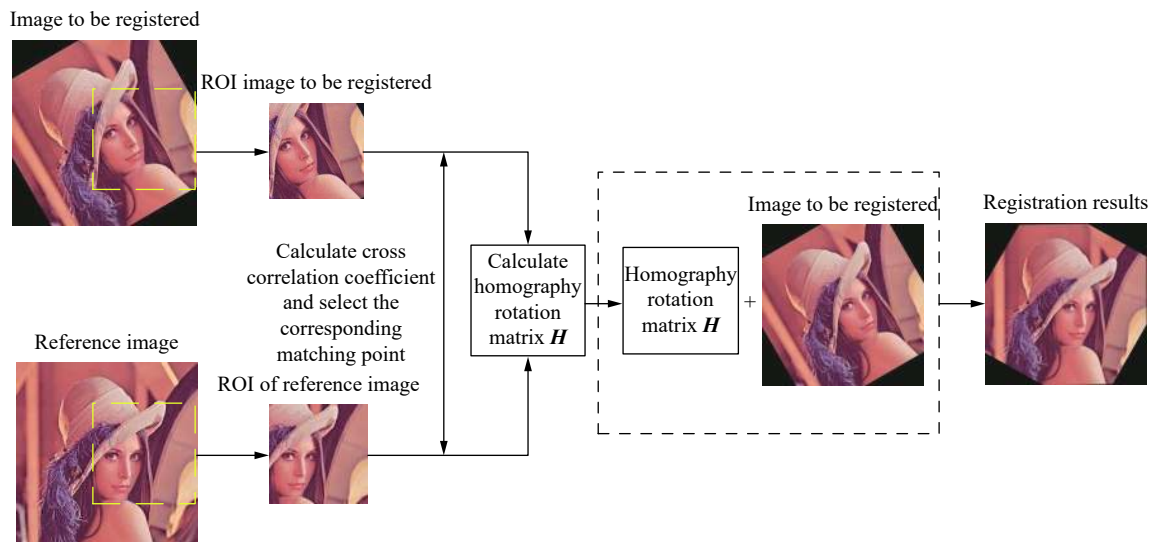 Image to be registered
ROI image to be registered
Calculate cross
correlation coefficient
and select the
corresponding
matching point
Reference image
ROI of reference image
Calculate
homography
rotation
matrix H
Homography
rotation
matrix H
+
Image to be registered
Registration results